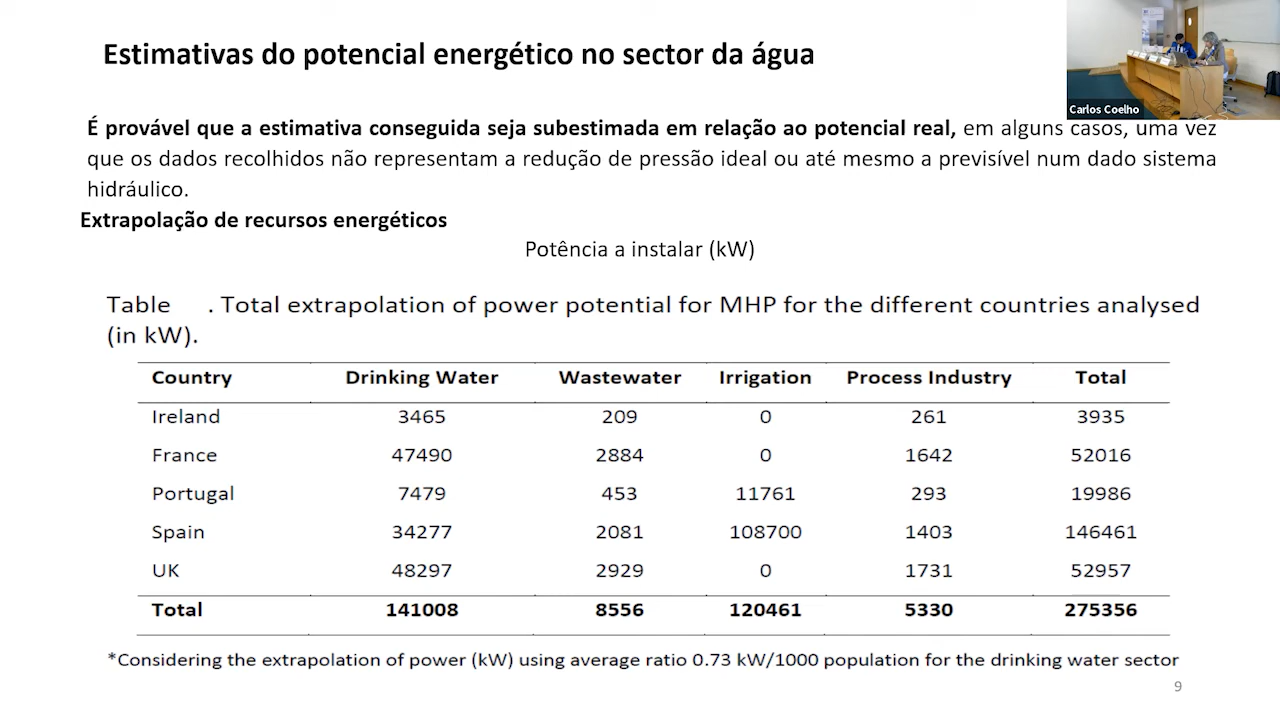 Estimativas do potencial energético no sector da água
Carlos Coelho
É provável que a estimativa conseguida seja subestimada em relação ao potencial real, em alguns casos, uma vez
que os dados recolhidos não representam a redução de pressão ideal ou até mesmo a previsível num dado sistema
hidráulico.
Extrapolação de recursos energéticos
Potência a instalar (kW)
Table . Total extrapolation of power potential for MHP for the different countries analysed
(in kW).
Country Drinking Water Wastewater Irrigation Process Industry Total
Ireland 3465 209 0 261 3935
France 47490 2884 0 1642 52016
Portugal 7479 453 11761 293 19986
Spain 34277 2081 108700 1403 146461
UK 48297 2929 0 1731 52957
Total 141008 8556 120461 5330 275356
*Considering the extrapolation of power (kW) using average ratio 0.73 kW/1000 population for the drinking water sector
9